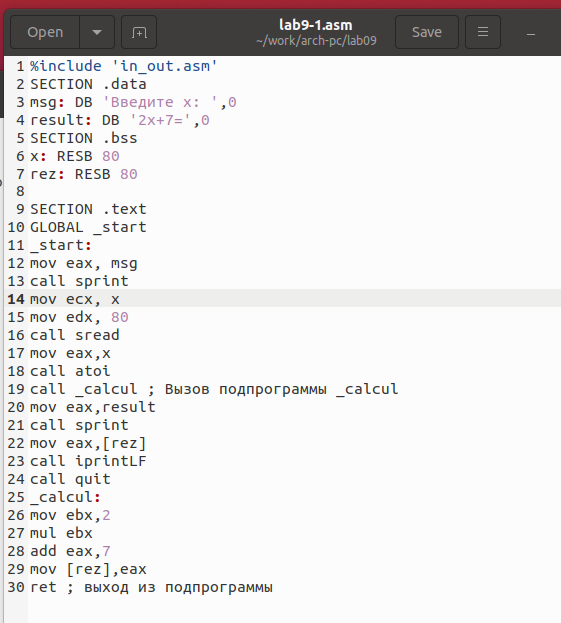 Open
lab9-1.asm
~/work/arch-pc/lab09
Save
1 %include 'in_out.asm'
2 SECTION .data
3 msg: DB 'Введите x: ',0
4 result: DB '2x+7=',0
5 SECTION .bss
6 x: RESB 80
7 rez: RESB 80
8
9 SECTION .text
10 GLOBAL _start
11 _start:
12 mov eax, msg
13 call sprint
14 mov ecx, x
15 mov edx, 80
16 call sread
17 mov eax,x
18 call atoi
19 call _calcul ; Вызов подпрограммы _calcul
20 mov eax,result
21 call sprint
22 mov eax,[rez]
23 call iprintLF
24 call quit
25 _calcul:
26 mov ebx,2
27 mul ebx
28 add eax,7
29 mov [rez],eax
30 ret ; выход из подпрограммы